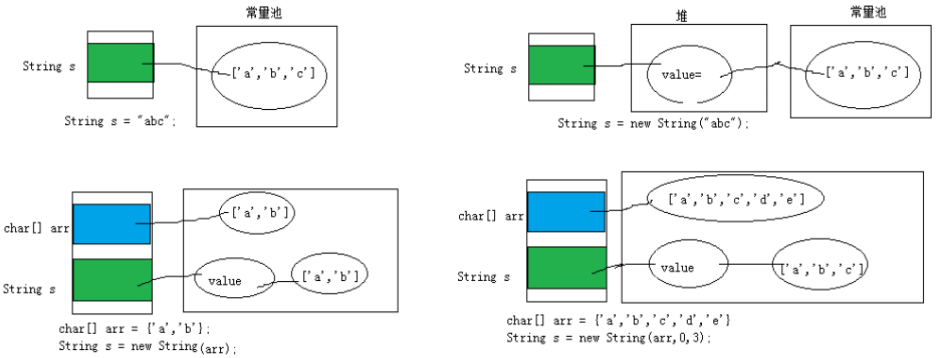 常量池
String s
['a','b','c']
String s = "abc";
堆
常量池
String s
value=
['a','b','c']
String s = new String("abc");
char[] arr
['a','b']
String s
value
['a','b']
char[] arr = {'a','b'};
String s = new String(arr);
char[] arr
['a','b','c','d','e']
String s
value
['a','b','c']
char[] arr = {'a','b','c','d','e'}
String s = new String(arr,0,3);